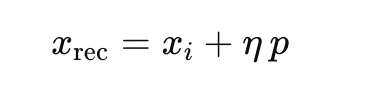 x_rec = x_i + η p